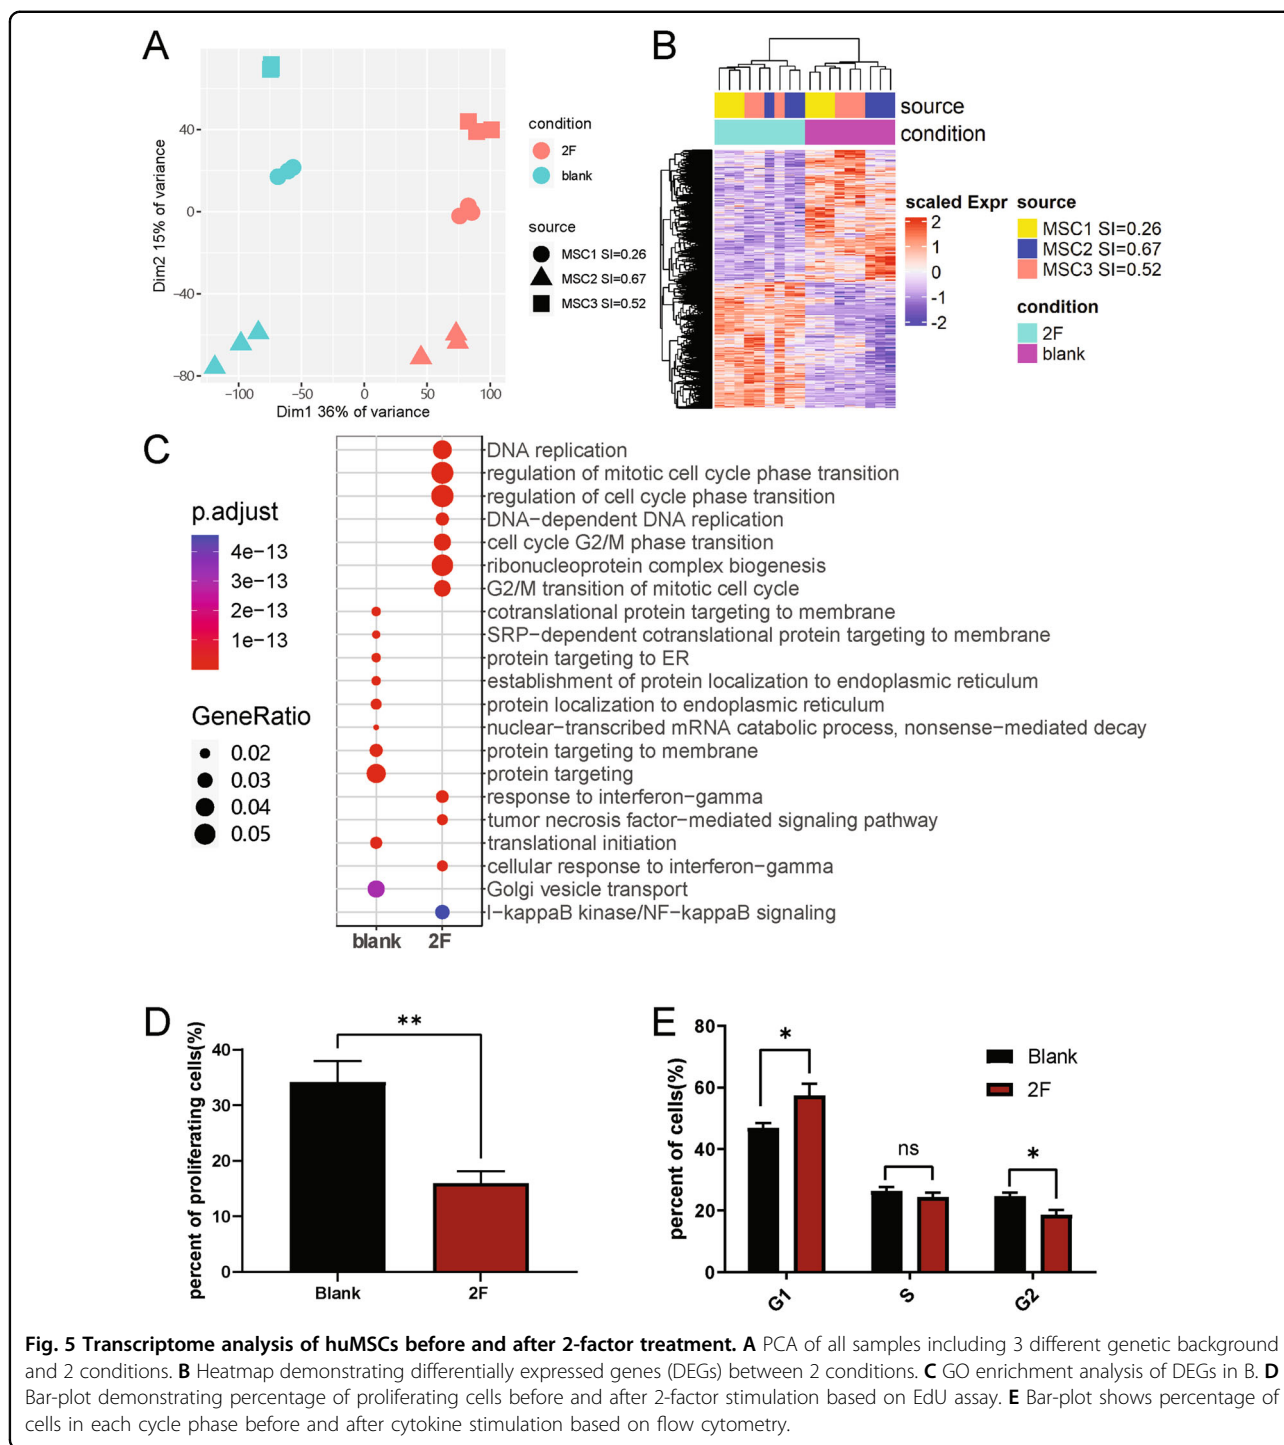 A
40
0
−40
−80
−100
−50
0
50
100
Dim2 15% of variance
Dim1 36% of variance
condition
2F
blank
source
MSC1 SI=0.26
MSC2 SI=0.67
MSC3 SI=0.52
B
source
condition
scaled Expr
2
1
0
-1
-2
source
MSC1 SI=0.26
MSC2 SI=0.67
MSC3 SI=0.52
condition
2F
blank
C
p.adjust
4e−13
3e−13
2e−13
1e−13
GeneRatio
0.02
0.03
0.04
0.05
DNA replication
regulation of mitotic cell cycle phase transition
regulation of cell cycle phase transition
DNA−dependent DNA replication
cell cycle G2/M phase transition
ribonucleoprotein complex biogenesis
G2/M transition of mitotic cell cycle
cotranslational protein targeting to membrane
SRP−dependent cotranslational protein targeting to membrane
protein targeting to ER
establishment of protein localization to endoplasmic reticulum
protein localization to endoplasmic reticulum
nuclear−transcribed mRNA catabolic process, nonsense−mediated decay
protein targeting to membrane
protein targeting
response to interferon−gamma
tumor necrosis factor−mediated signaling pathway
translational initiation
cellular response to interferon−gamma
Golgi vesicle transport
I−kappaB kinase/NF−kappaB signaling
blank 2F
D
percent of proliferating cells(%)
40
30
20
10
0
**
Blank
2F
E
percent of cells(%)
80
60
40
20
0
*
ns
*
Blank
2F
G1
S
G2
Fig. 5 Transcriptome analysis of huMSCs before and after 2-factor treatment. A PCA of all samples including 3 different genetic background
and 2 conditions. B Heatmap demonstrating differentially expressed genes (DEGs) between 2 conditions. C GO enrichment analysis of DEGs in B. D
Bar-plot demonstrating percentage of proliferating cells before and after 2-factor stimulation based on EdU assay. E Bar-plot shows percentage of
cells in each cycle phase before and after cytokine stimulation based on flow cytometry.